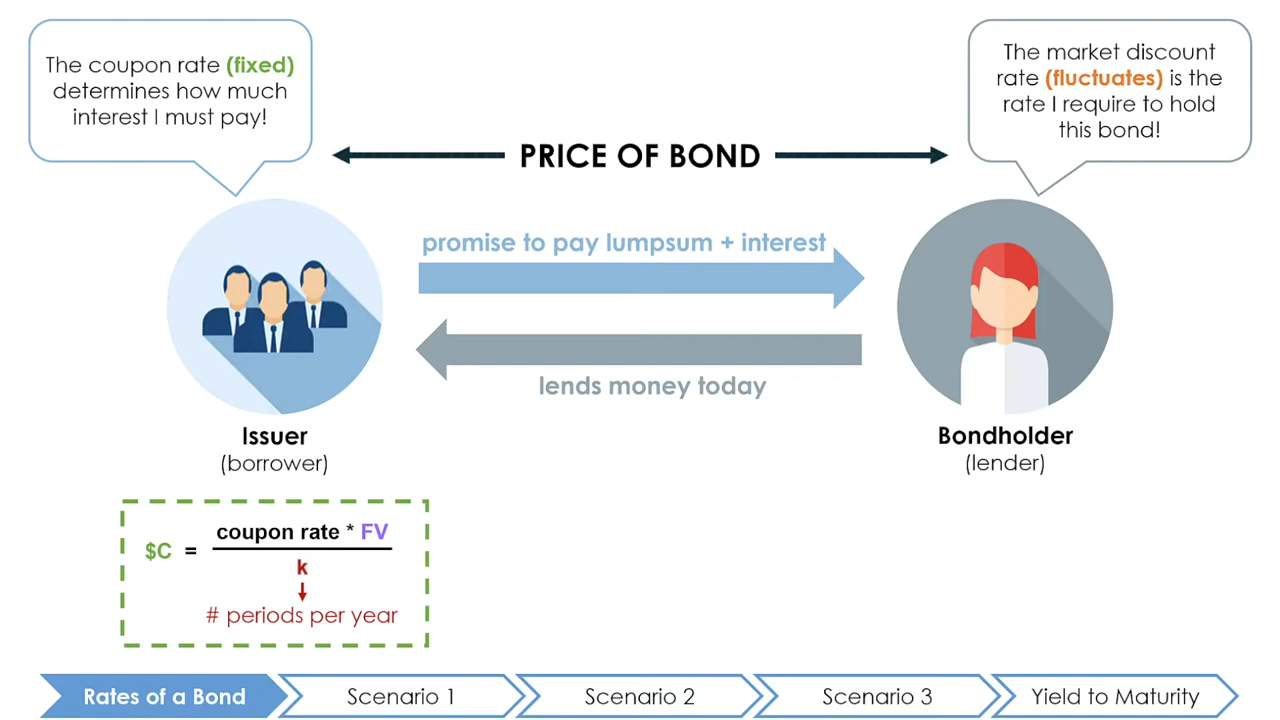 The coupon rate (fixed)
determines how much
interest I must pay!
The market discount
rate (fluctuates) is the
rate I require to hold
this bond!
PRICE OF BOND
promise to pay lumpsum + interest
lends money today
Issuer
(borrower)
Bondholder
(lender)
$C = coupon rate * FV
k
# periods per year
Rates of a Bond
Scenario 1
Scenario 2
Scenario 3
Yield to Maturity